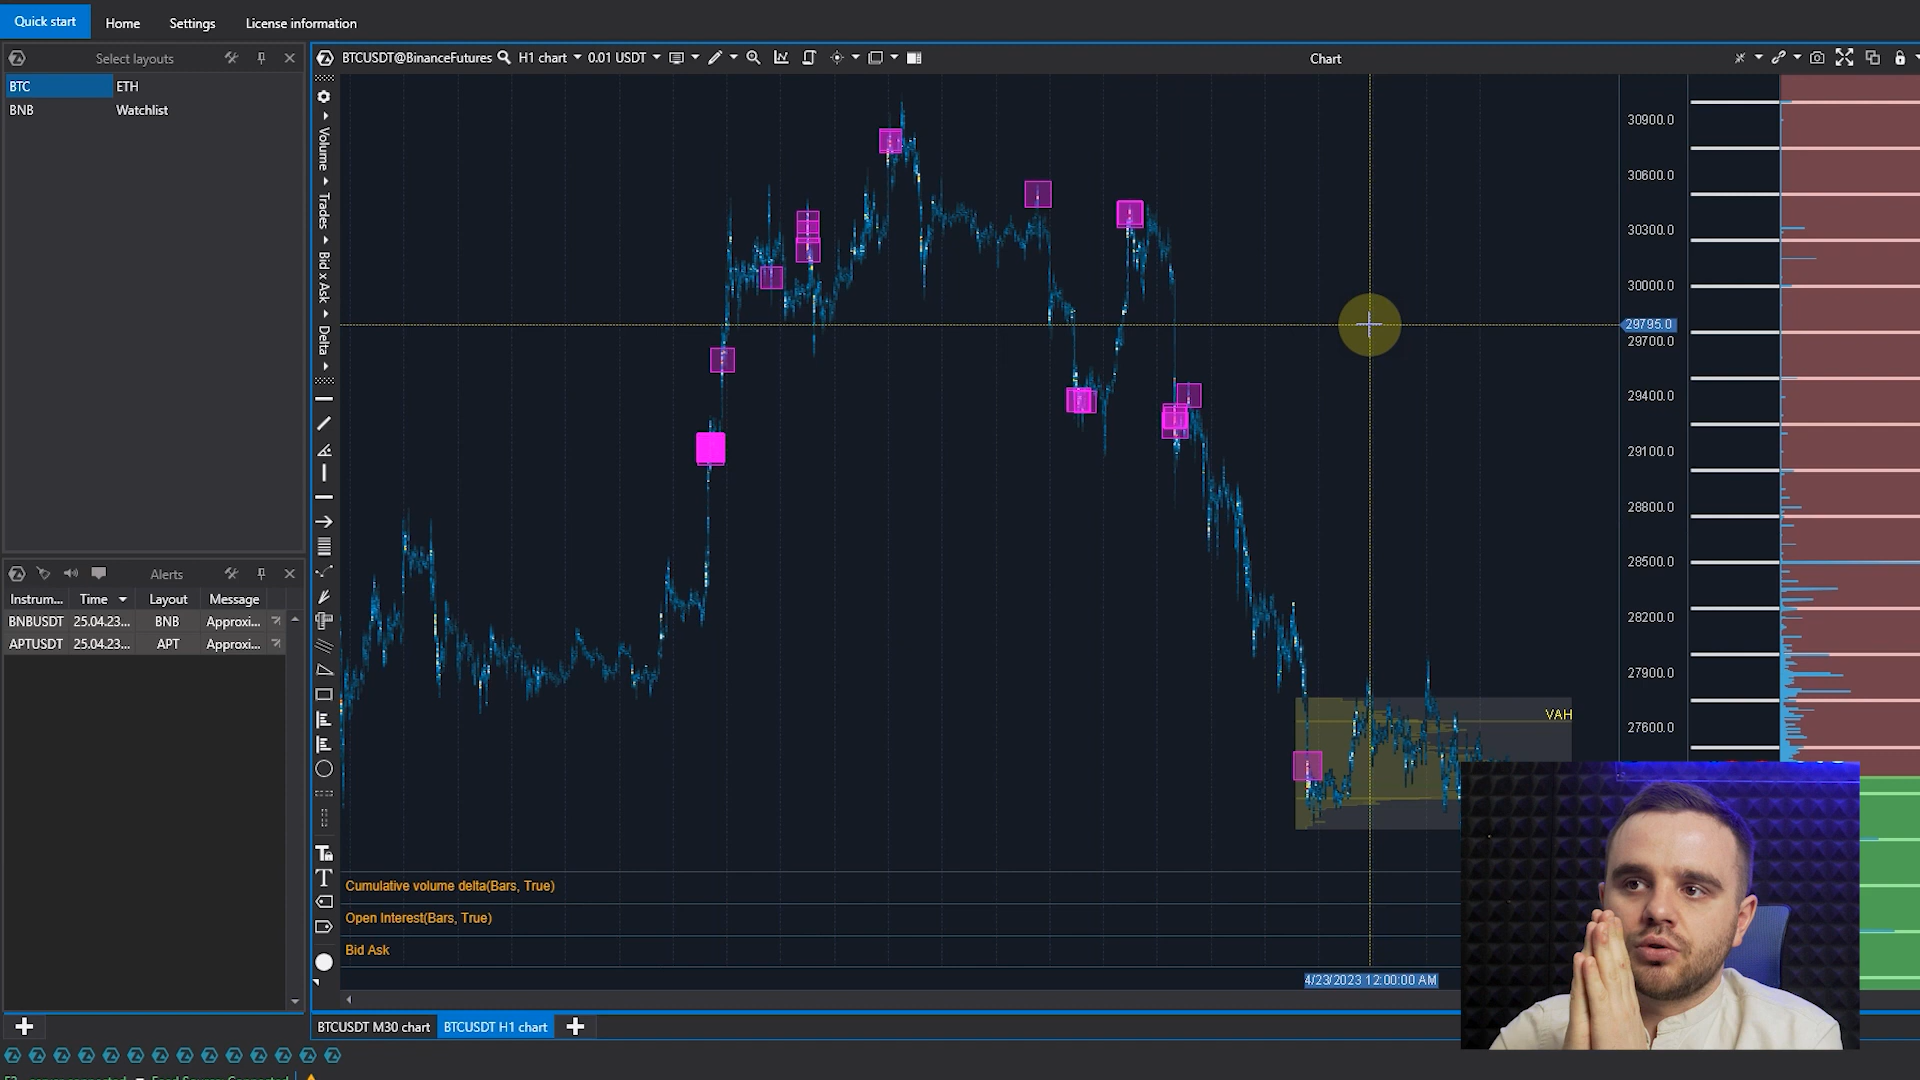 Quick start Home Settings License information
Select layouts
BTC ETH
BNB Watchlist
BTCUSDT@BinanceFutures H1 chart 0.01 USDT Chart
Volume
Trades
Bid x Ask
Delta
30900.0
30600.0
30300.0
30000.0
29795.0
29700.0
29400.0
29100.0
28800.0
28500.0
28200.0
27900.0
27600.0
VAH
Alerts
Instrum... Time Layout Message
BNBUSDT 25.04.23... BNB Approxi...
APTUSDT 25.04.23... APT Approxi...
Cumulative volume delta(Bars, True)
Open Interest(Bars, True)
Bid Ask
4/23/2023 12:00:00 AM
BTCUSDT M30 chart BTCUSDT H1 chart